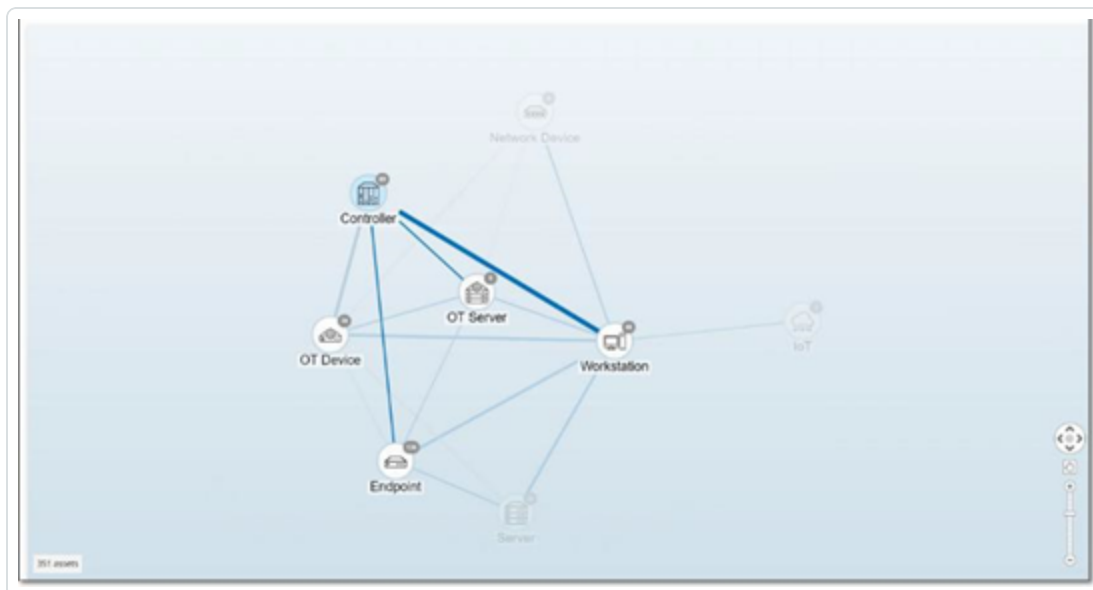 Network Device
Controller
OT Server
IoT
OT Device
Workstation
Endpoint
Server
351 assets